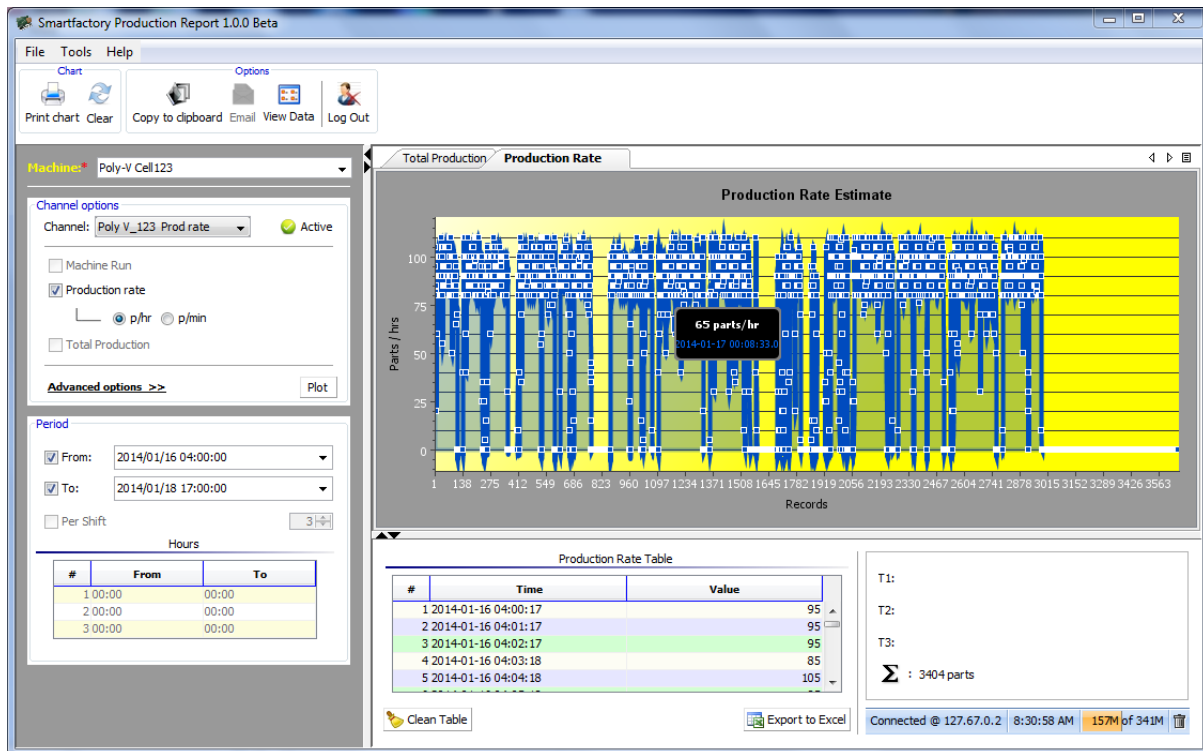 Smartfactory Production Report 1.0.0 Beta
File Tools Help
Chart
Options
Print chart Clear Copy to clipboard Email View Data Log Out
Machine:* Poly-V Cell123
Channel options
Channel: Poly V_123 Prod rate Active
Machine Run
Production rate
p/hr p/min
Total Production
Advanced options >> Plot
Period
From: 2014/01/16 04:00:00
To: 2014/01/18 17:00:00
Per Shift 3
Hours
# From To
1 00:00 00:00
2 00:00 00:00
3 00:00 00:00
Total Production Production Rate
Production Rate Estimate
Parts / hrs
100
75
50
25
0
65 parts/hr
2014-01-17 00:08:33.0
1 138 275 412 549 686 823 960 1097 1234 1371 1508 1645 1782 1919 2056 2193 2330 2467 2604 2741 2878 3015 3152 3289 3426 3563
Records
Production Rate Table
# Time Value
1 2014-01-16 04:00:17 95
2 2014-01-16 04:01:17 95
3 2014-01-16 04:02:17 95
4 2014-01-16 04:03:18 85
5 2014-01-16 04:04:18 105
Clean Table Export to Excel
T1:
T2:
T3:
Σ : 3404 parts
Connected @ 127.67.0.2 8:30:58 AM 157M of 341M